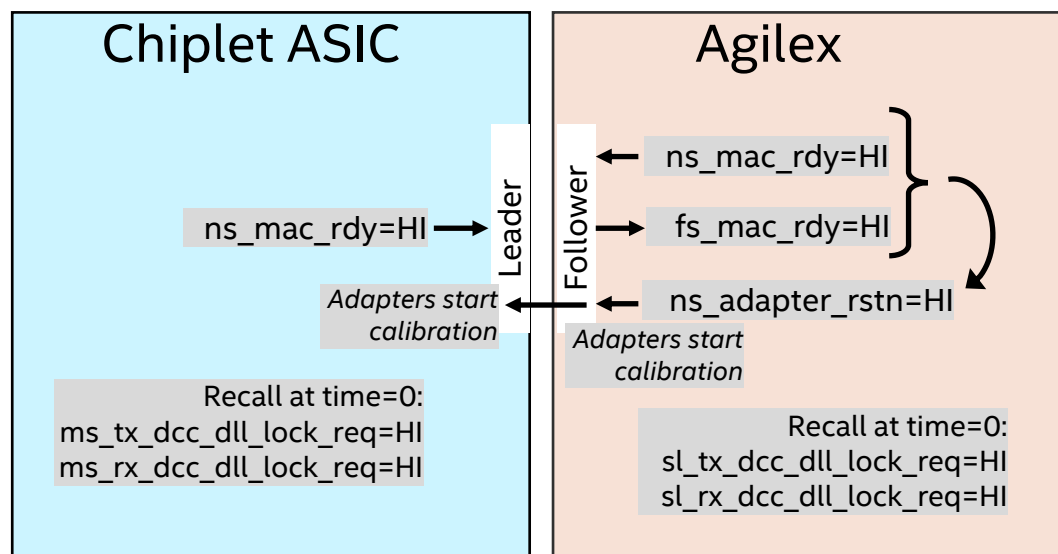 Chiplet ASIC
Leader
ns_mac_rdy=HI
Adapters start
calibration
Recall at time=0:
ms_tx_dcc_dll_lock_req=HI
ms_rx_dcc_dll_lock_req=HI
Agilex
Follower
ns_mac_rdy=HI
fs_mac_rdy=HI
ns_adapter_rstn=HI
Adapters start
calibration
Recall at time=0:
sl_tx_dcc_dll_lock_req=HI
sl_rx_dcc_dll_lock_req=HI